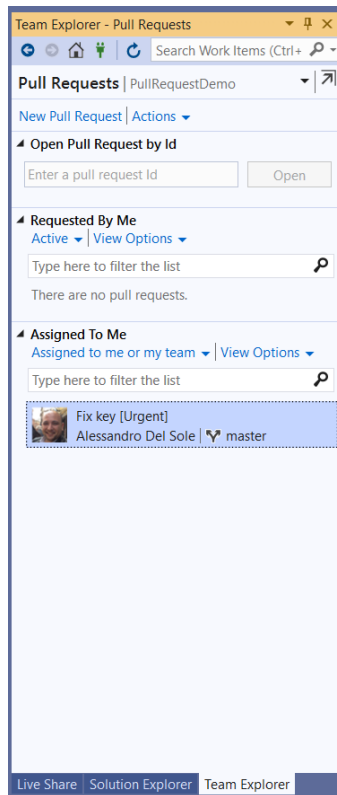 Team Explorer - Pull Requests
Search Work Items (Ctrl+
Pull Requests | PullRequestDemo
New Pull Request | Actions
Open Pull Request by Id
Enter a pull request Id Open
Requested By Me
Active | View Options
Type here to filter the list
There are no pull requests.
Assigned To Me
Assigned to me or my team | View Options
Type here to filter the list
Fix key [Urgent]
Alessandro Del Sole | master
Live Share Solution Explorer Team Explorer